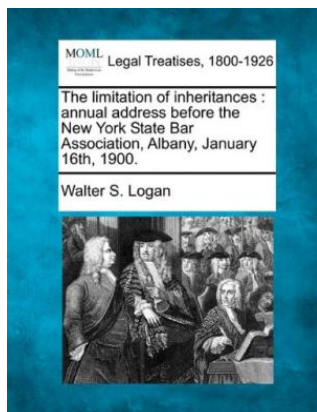 MOML Legal Treatises, 1800-1926
The limitation of inheritances :
annual address before the
New York State Bar
Association, Albany, January
16th, 1900.
Walter S. Logan